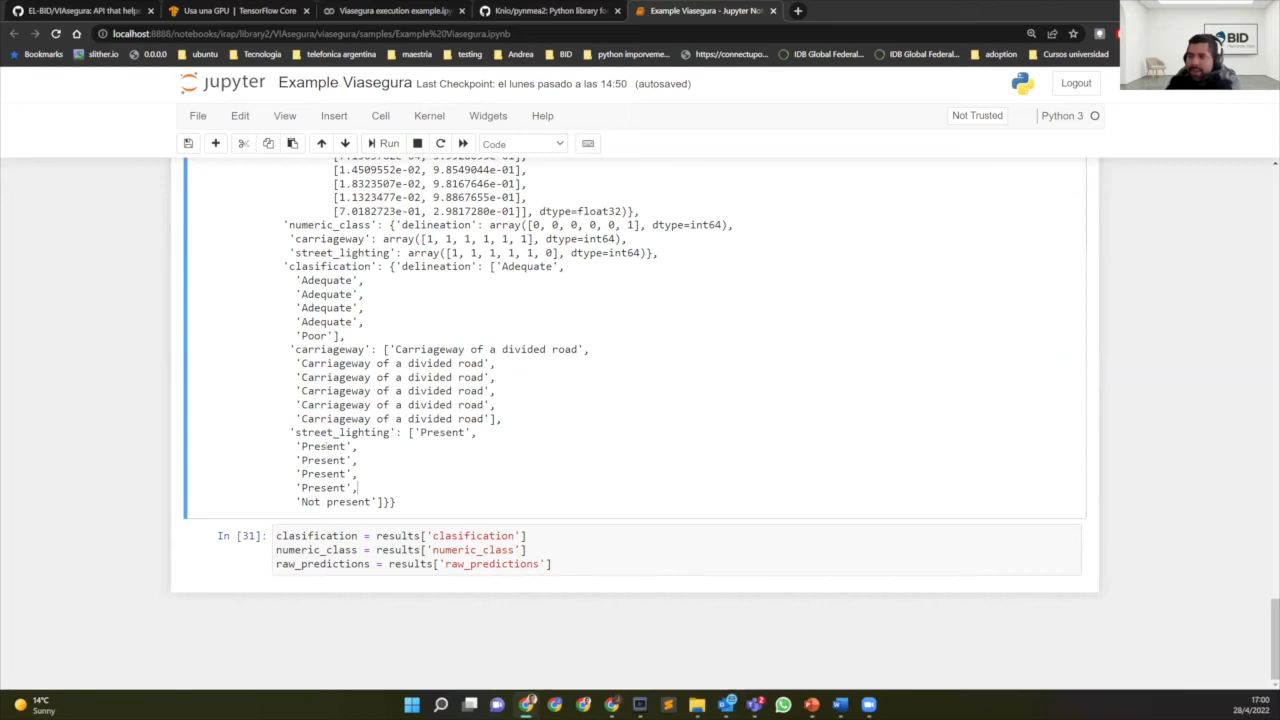 EL-BID/VIAsegura: API that help
Usa una GPU | TensorFlow Core
Viasegura execution example.ipy
Knio/pynmea2: Python library fo
Example Viasegura - Jupyter Not
localhost:8888/notebooks/irap/library2/VIAsegura/viasegura/samples/Example%20Viasegura.ipynb
Bookmarks
slither.io
0.0.0.0
ubuntu
Tecnologia
telefonica argentina
maestria
testing
Andrea
BID
python imporveme...
https://connectupo...
IDB Global Federal...
IDB Global Federal...
adoption
Cursos universidad
BID
jupyter Example Viasegura Last Checkpoint: el lunes pasado a las 14:50 (autosaved)
Logout
File Edit View Insert Cell Kernel Widgets Help
Not Trusted
Python 3
Run
Code
[1.4509552e-02, 9.8549044e-01],
[1.8323507e-02, 9.8167646e-01],
[1.1323477e-02, 9.8867655e-01],
[7.0182723e-01, 2.9817280e-01]], dtype=float32)},
'numeric_class': {'delineation': array([0, 0, 0, 0, 0, 1], dtype=int64),
'carriageway': array([1, 1, 1, 1, 1, 1], dtype=int64),
'street_lighting': array([1, 1, 1, 1, 1, 0], dtype=int64)},
'clasification': {'delineation': ['Adequate',
'Adequate',
'Adequate',
'Adequate',
'Adequate',
'Poor'],
'carriageway': ['Carriageway of a divided road',
'Carriageway of a divided road',
'Carriageway of a divided road',
'Carriageway of a divided road',
'Carriageway of a divided road',
'Carriageway of a divided road'],
'street_lighting': ['Present',
'Present',
'Present',
'Present',
'Present',
'Not present']}}
In [31]: clasification = results['clasification']
numeric_class = results['numeric_class']
raw_predictions = results['raw_predictions']
14°C
Sunny
17:00
28/4/2022